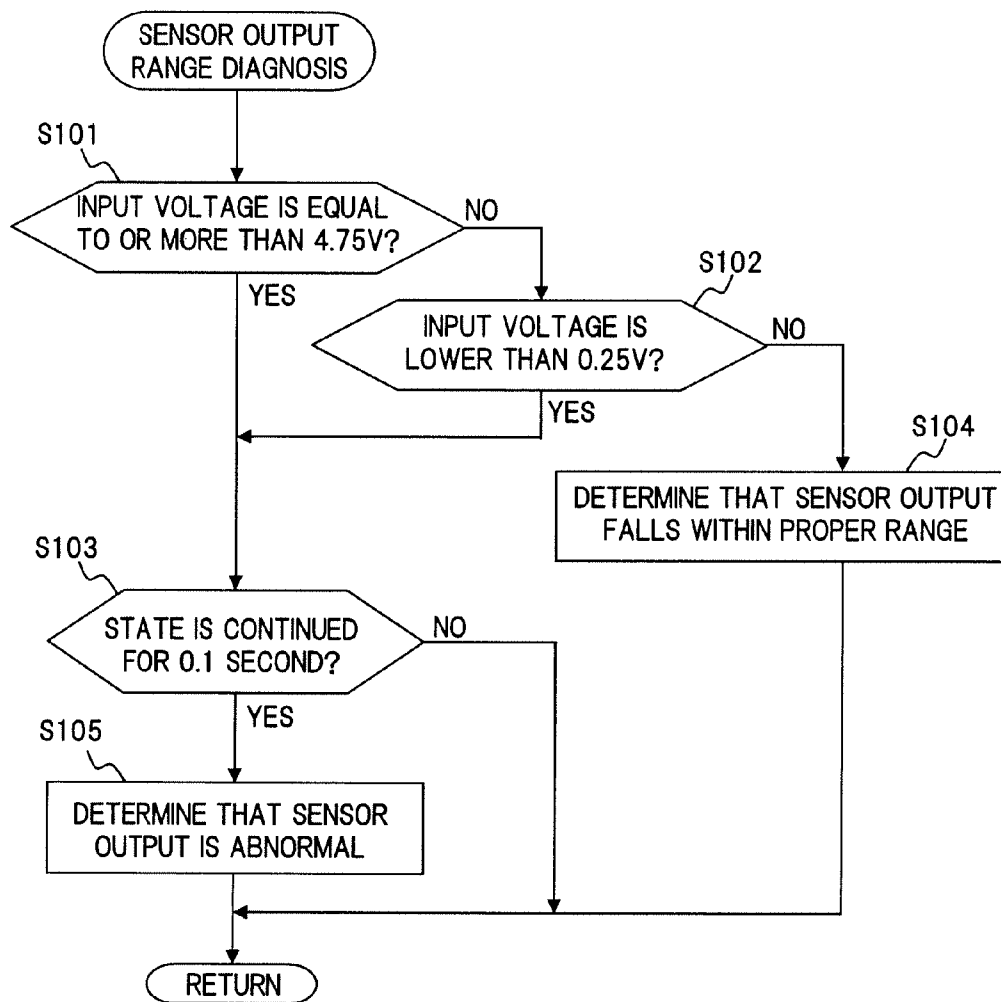 SENSOR OUTPUT
RANGE DIAGNOSIS
S101
INPUT VOLTAGE IS EQUAL
TO OR MORE THAN 4.75V?
NO
YES
S102
INPUT VOLTAGE IS
LOWER THAN 0.25V?
NO
YES
S104
DETERMINE THAT SENSOR OUTPUT
FALLS WITHIN PROPER RANGE
S103
STATE IS CONTINUED
FOR 0.1 SECOND?
NO
YES
S105
DETERMINE THAT SENSOR
OUTPUT IS ABNORMAL
RETURN